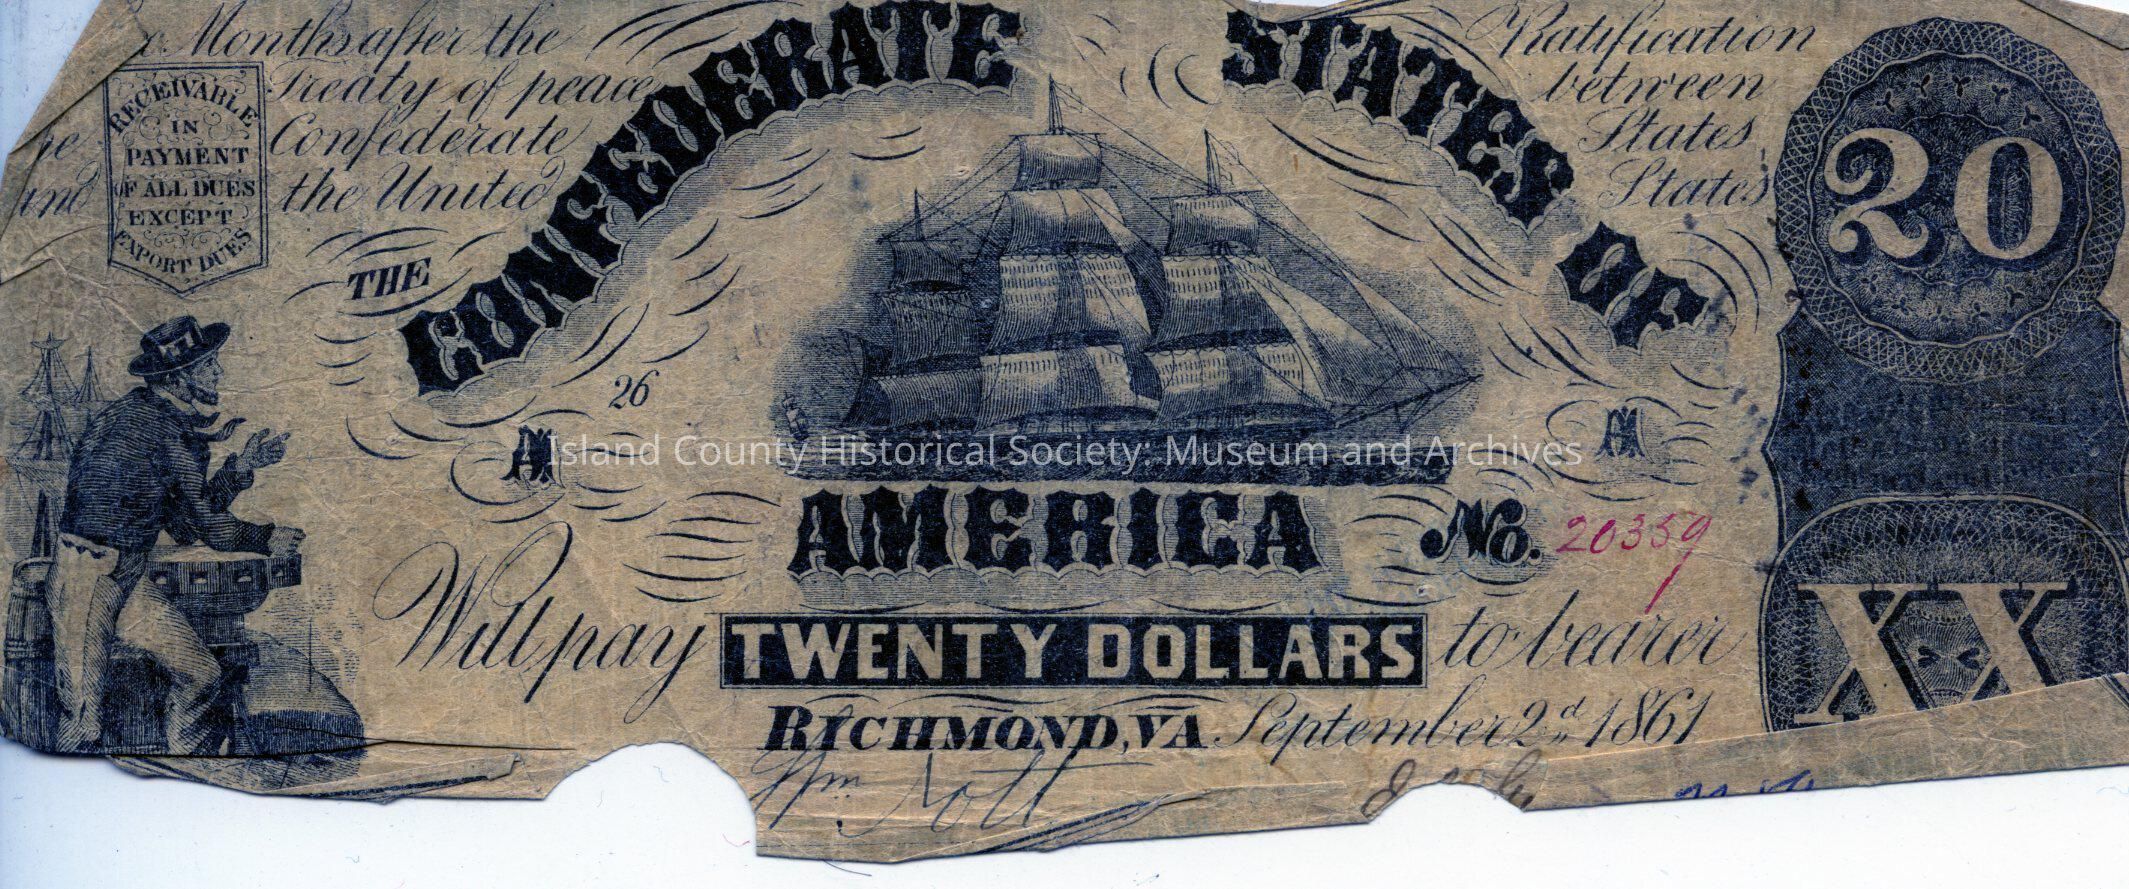 Months after the Ratification
Treaty of peace between
Confederate States
and the United States
RECEIVABLE
IN
PAYMENT
OF ALL DUES
EXCEPT
EXPORT DUES
20
THE CONFEDERATE STATES OF
26
A A
Island County Historical Society: Museum and Archives
AMERICA No. 20359
Will pay TWENTY DOLLARS to bearer
XX
RICHMOND, VA September 2d 1861